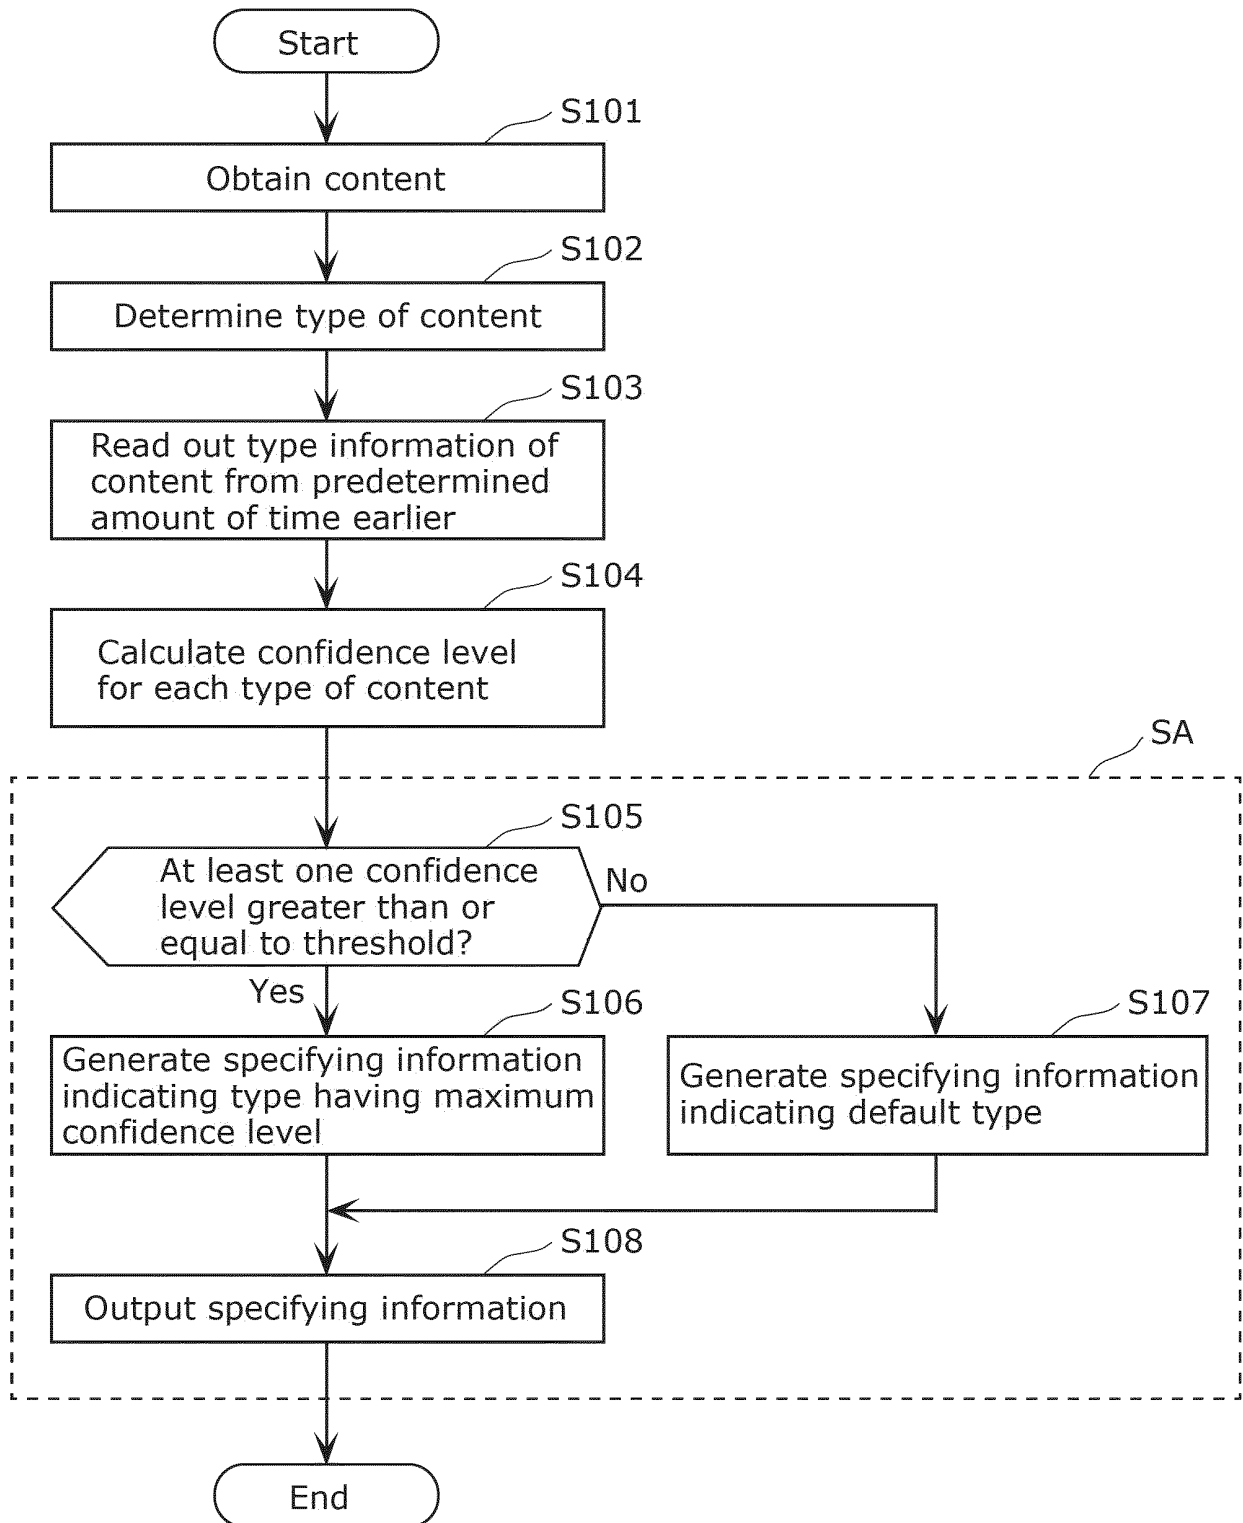 Start
S101
Obtain content
S102
Determine type of content
S103
Read out type information of
content from predetermined
amount of time earlier
S104
Calculate confidence level
for each type of content
SA
S105
At least one confidence
level greater than or
equal to threshold?
No
Yes
S106
Generate specifying information
indicating type having maximum
confidence level
S107
Generate specifying information
indicating default type
S108
Output specifying information
End